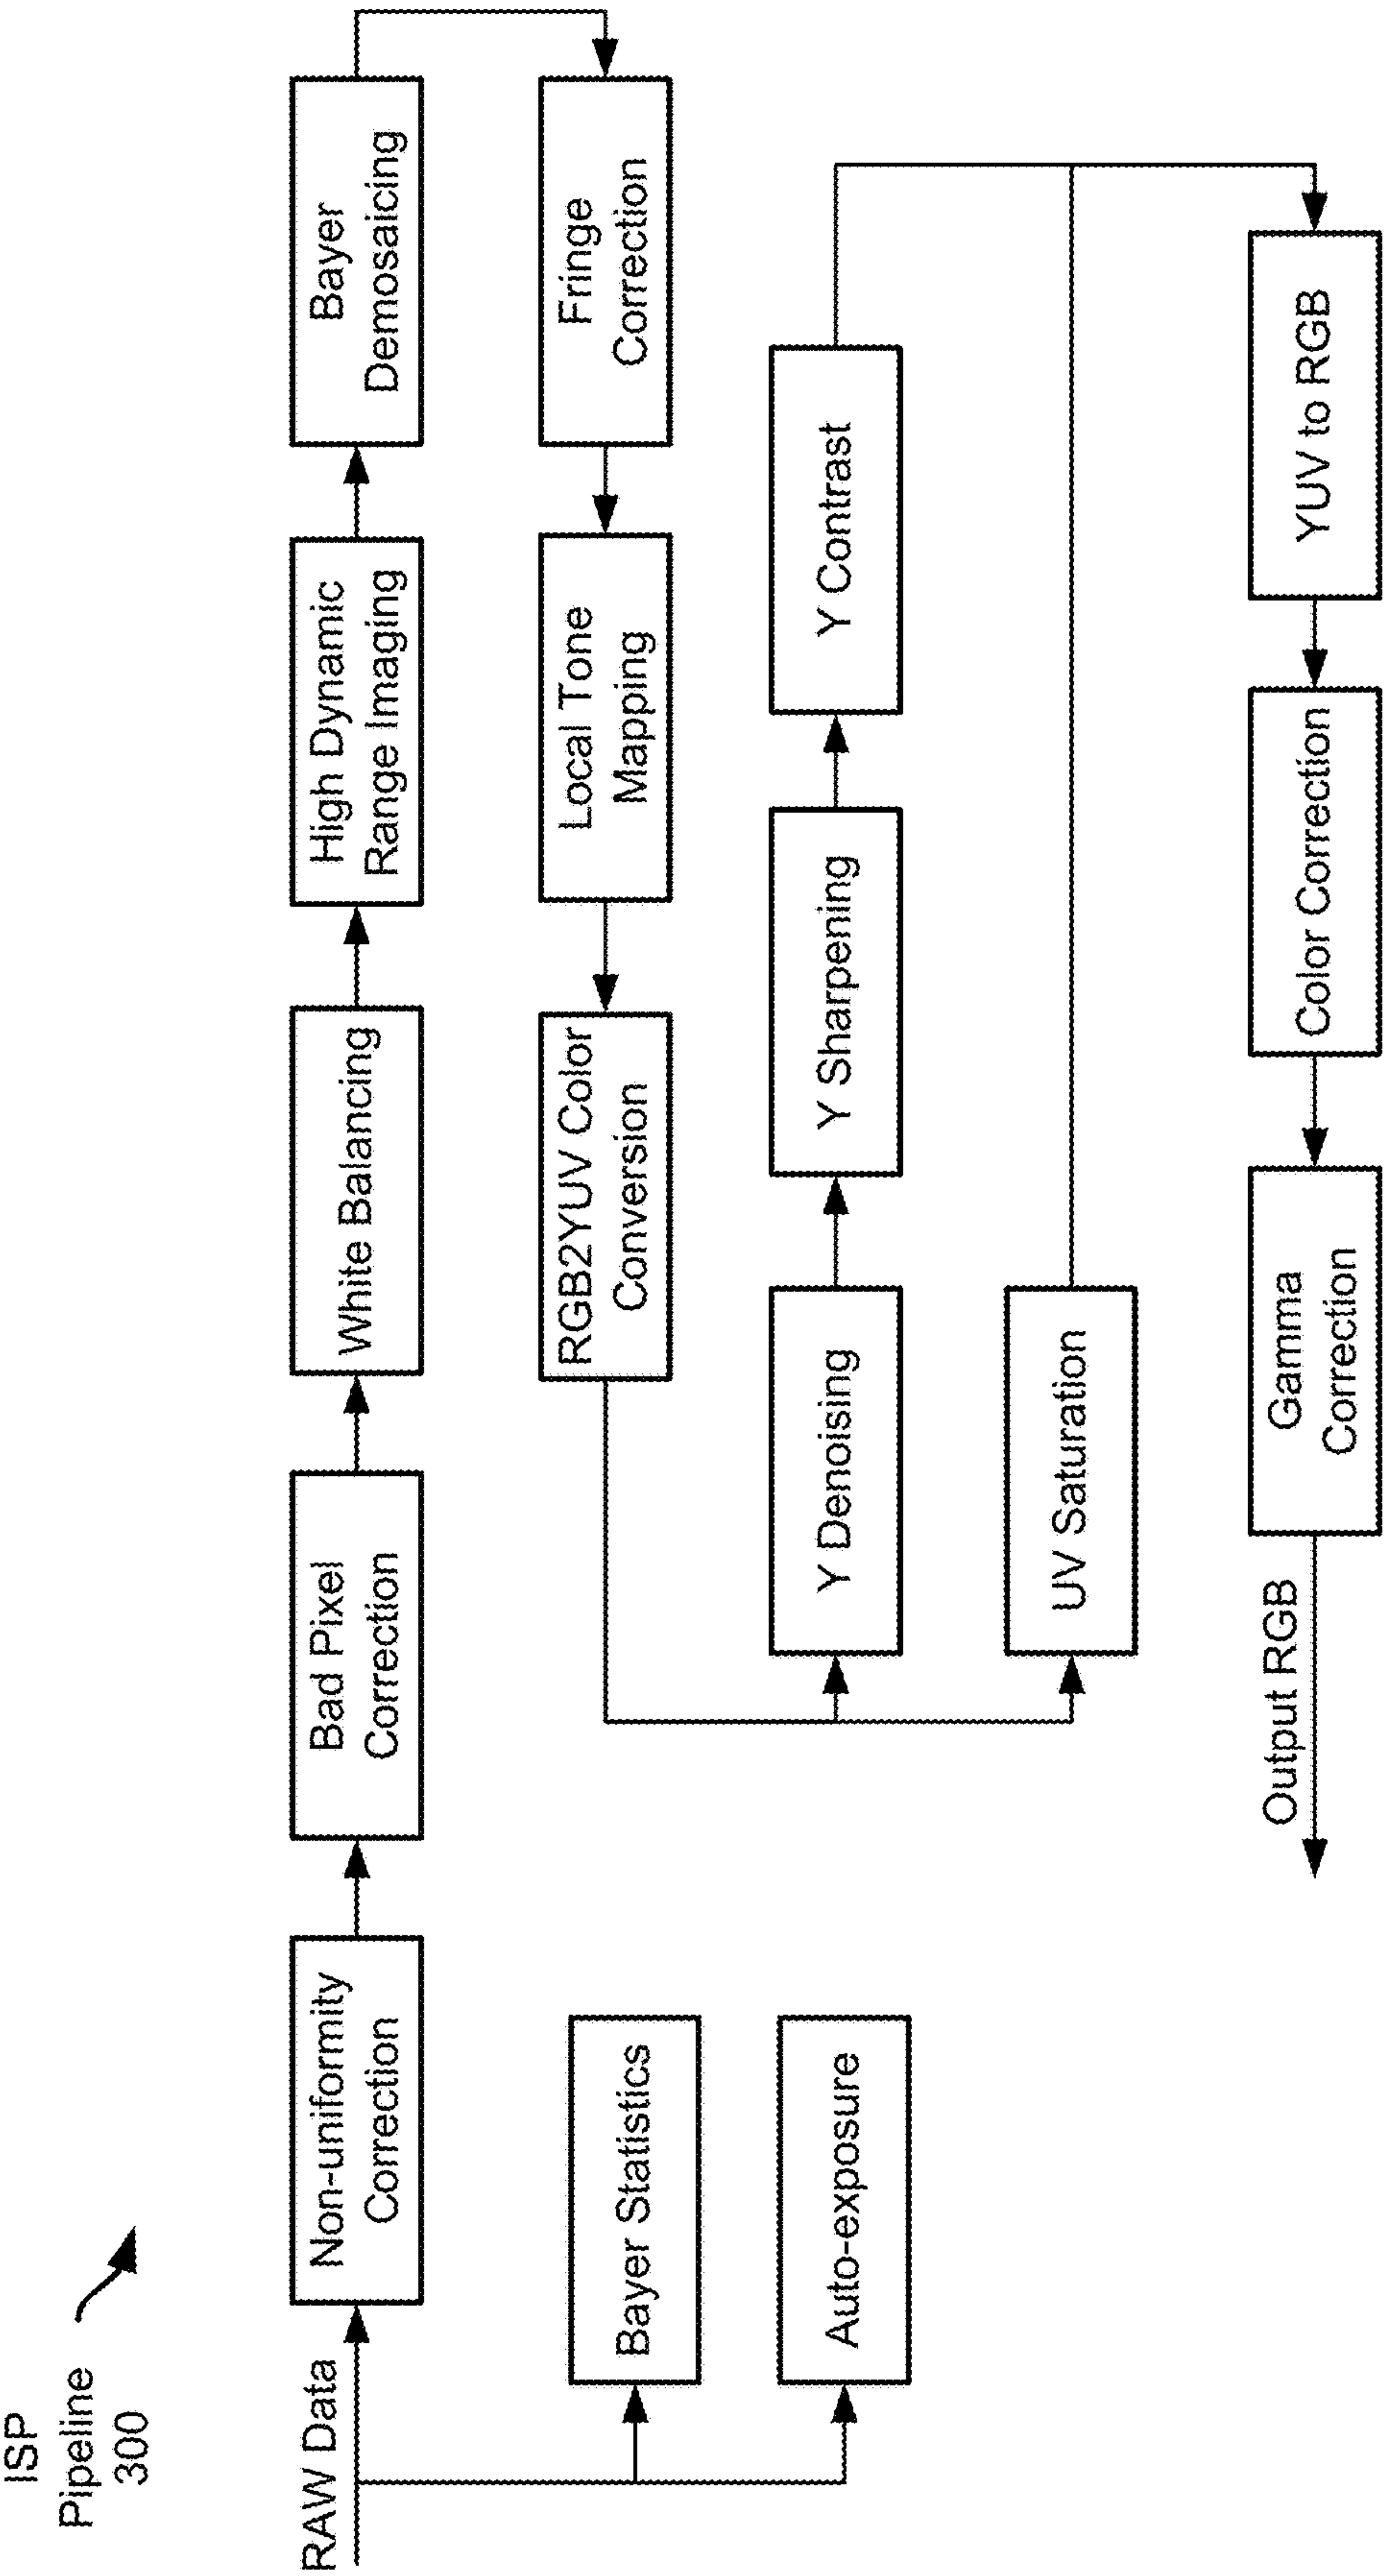 ISP
Pipeline
300
RAW Data
Non-uniformity
Correction
Bad Pixel
Correction
White Balancing
High Dynamic
Range Imaging
Bayer
Demosaicing
Bayer Statistics
Auto-exposure
RGB2YUV Color
Conversion
Local Tone
Mapping
Fringe
Correction
Y Denoising
Y Sharpening
Y Contrast
UV Saturation
Output RGB
Gamma
Correction
Color Correction
YUV to RGB